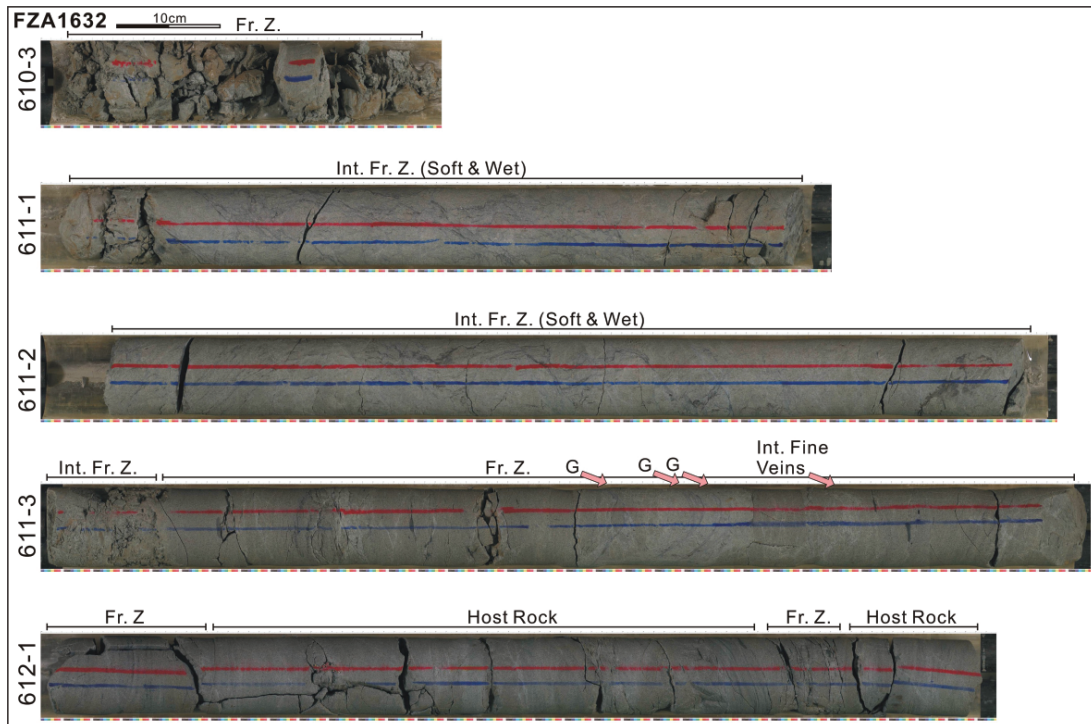 FZA1632
10cm
Fr. Z.
610-3
Int. Fr. Z. (Soft & Wet)
611-1
Int. Fr. Z. (Soft & Wet)
611-2
Int. Fr. Z.
Fr. Z.
G
G
G
Int. Fine
Veins
611-3
Fr. Z
Host Rock
Fr. Z.
Host Rock
612-1